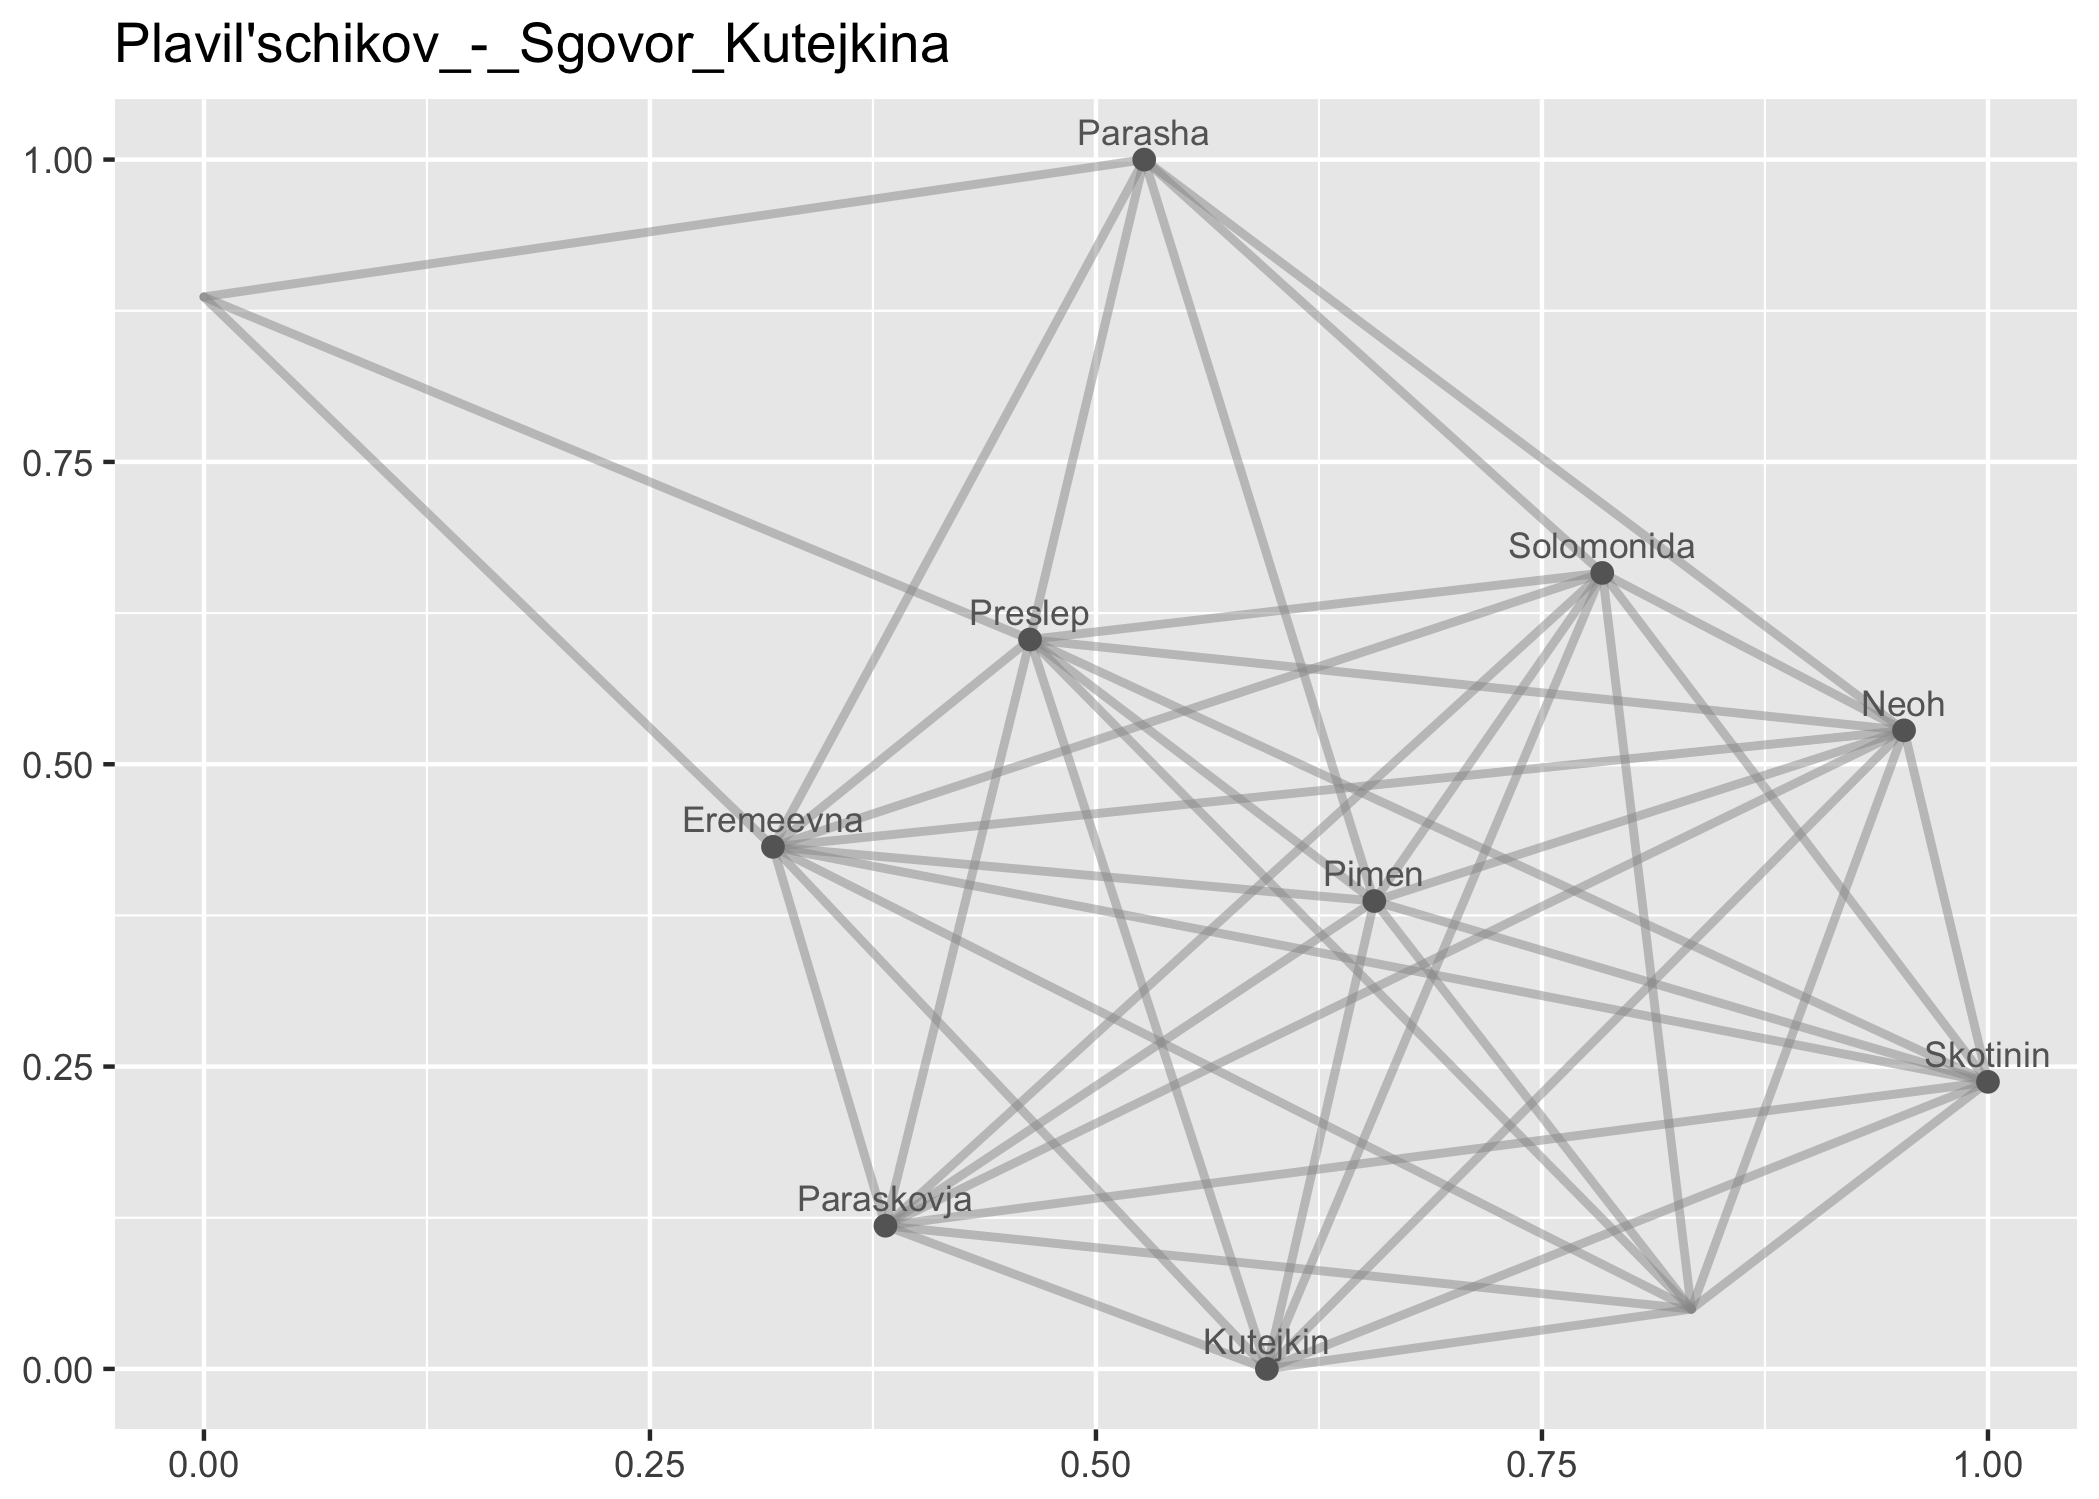 Plavil'schikov_-_Sgovor_Kutejkina
Parasha
1.00
0.75
Solomonida
Preslep
Neoh
0.50
Eremeevna
Pimen
0.25
Skotinin
Paraskovja
Kutejkin
0.00
0.00 0.25 0.50 0.75 1.00